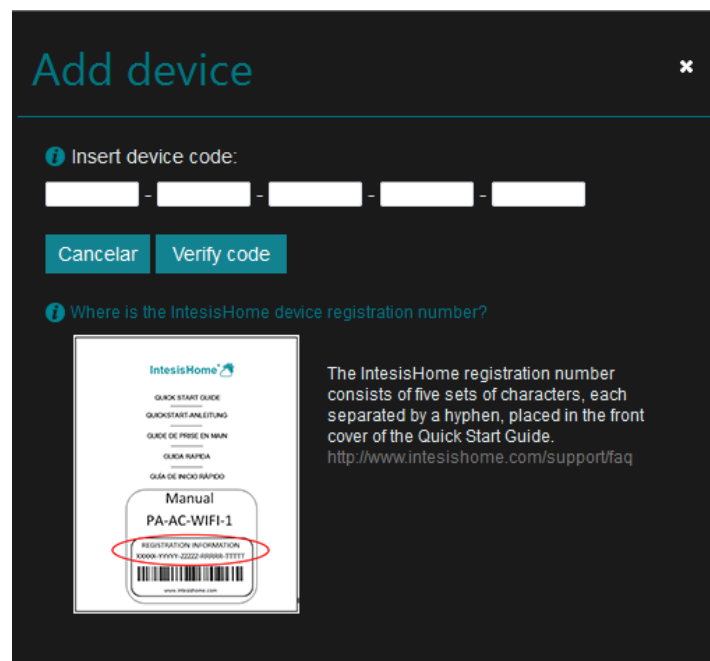 Add device
Insert device code:
- - - -
Cancelar Verify code
Where is the IntesisHome device registration number?
IntesisHome
QUICK START GUIDE
QUICKSTART-ANLEITUNG
GUIDE DE PRISE EN MAIN
GUIDA RAPIDA
GUÍA DE INICIO RÁPIDO
Manual
PA-AC-WIFI-1
REGISTRATION INFORMATION
XXXXX-YYYYY-ZZZZZ-RRRRR-TTTTT
www.intesishome.com
The IntesisHome registration number
consists of five sets of characters, each
separated by a hyphen, placed in the front
cover of the Quick Start Guide.
http://www.intesishome.com/support/faq